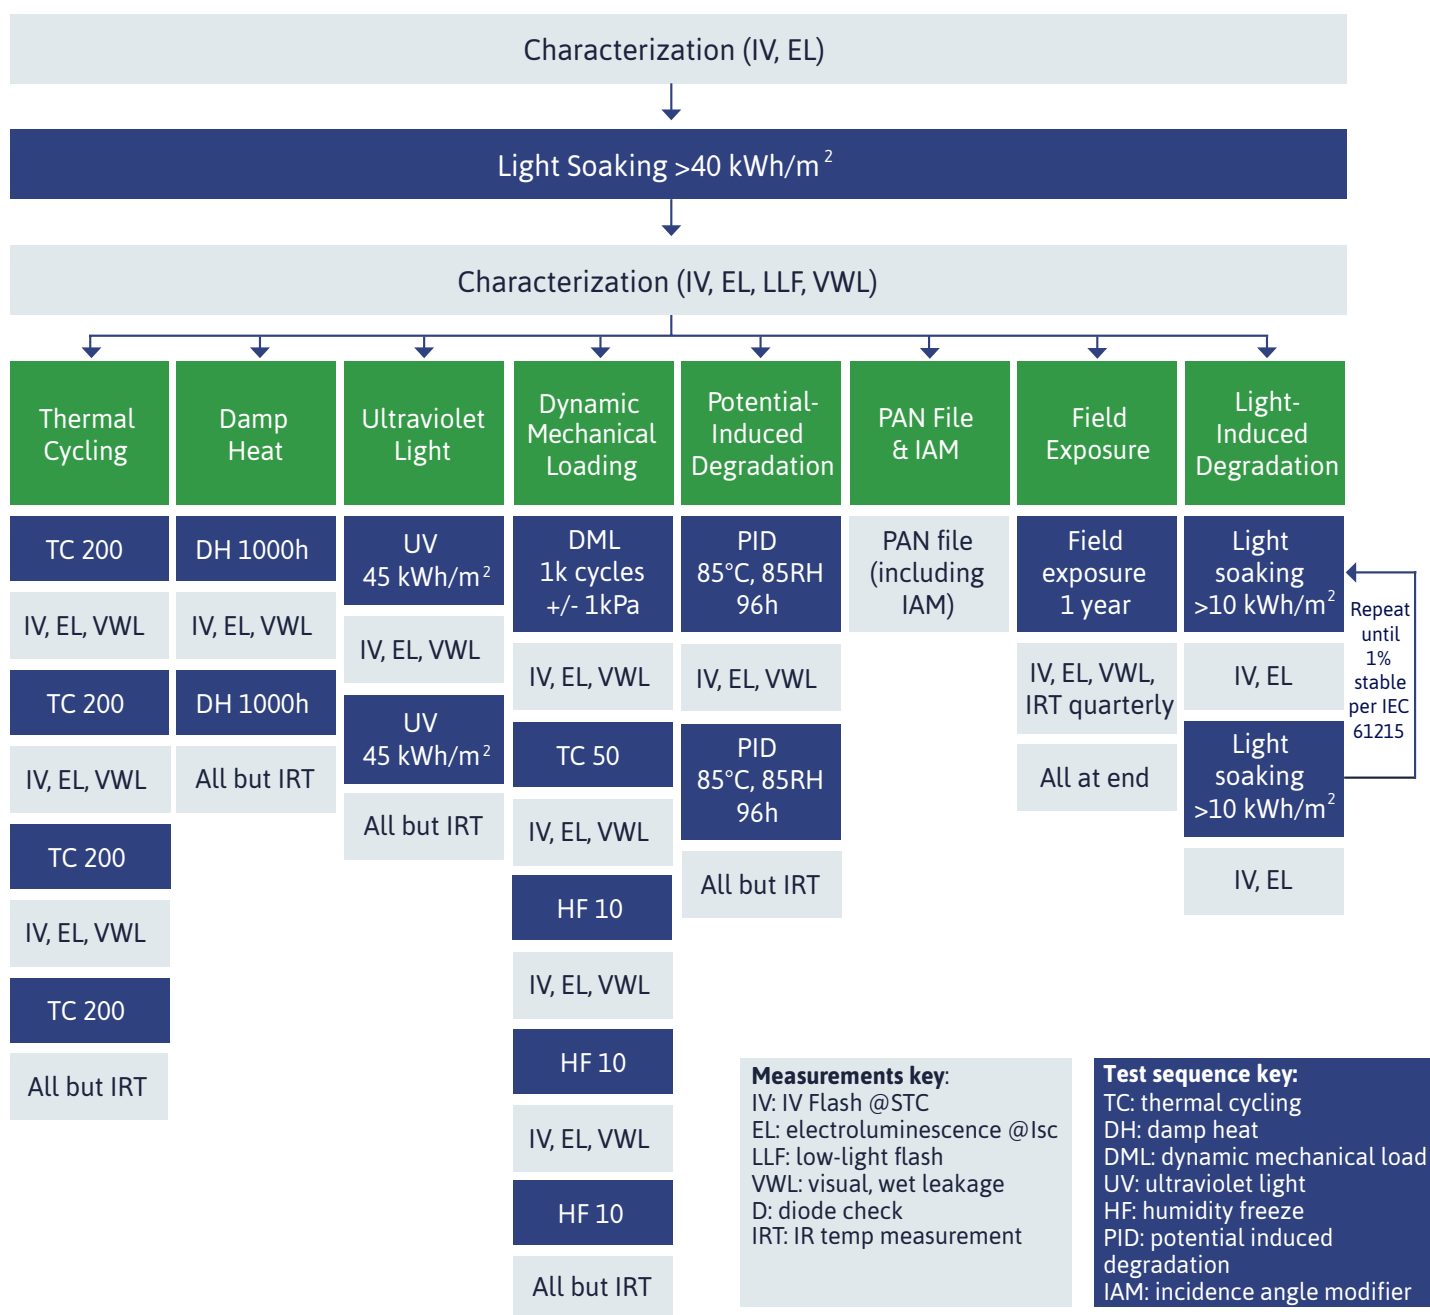 Characterization (IV, EL)
Light Soaking >40 kWh/m²
Characterization (IV, EL, LLF, VWL)
Thermal
Cycling
TC 200
IV, EL, VWL
TC 200
IV, EL, VWL
TC 200
IV, EL, VWL
TC 200
All but IRT
Damp
Heat
DH 1000h
IV, EL, VWL
DH 1000h
All but IRT
Ultraviolet
Light
UV
45 kWh/m²
IV, EL, VWL
UV
45 kWh/m²
All but IRT
Dynamic
Mechanical
Loading
DML
1k cycles
+/- 1kPa
IV, EL, VWL
TC 50
IV, EL, VWL
HF 10
IV, EL, VWL
HF 10
IV, EL, VWL
HF 10
All but IRT
Potential-
Induced
Degradation
PID
85°C, 85RH
96h
IV, EL, VWL
PID
85°C, 85RH
96h
All but IRT
PAN File
& IAM
PAN file
(including
IAM)
Field
Exposure
Field
exposure
1 year
IV, EL, VWL,
IRT quarterly
All at end
Light-
Induced
Degradation
Light
soaking
>10 kWh/m²
IV, EL
Light
soaking
>10 kWh/m²
IV, EL
Repeat
until
1%
stable
per IEC
61215
Measurements key:
IV: IV Flash @STC
EL: electroluminescence @Isc
LLF: low-light flash
VWL: visual, wet leakage
D: diode check
IRT: IR temp measurement
Test sequence key:
TC: thermal cycling
DH: damp heat
DML: dynamic mechanical load
UV: ultraviolet light
HF: humidity freeze
PID: potential induced
degradation
IAM: incidence angle modifier